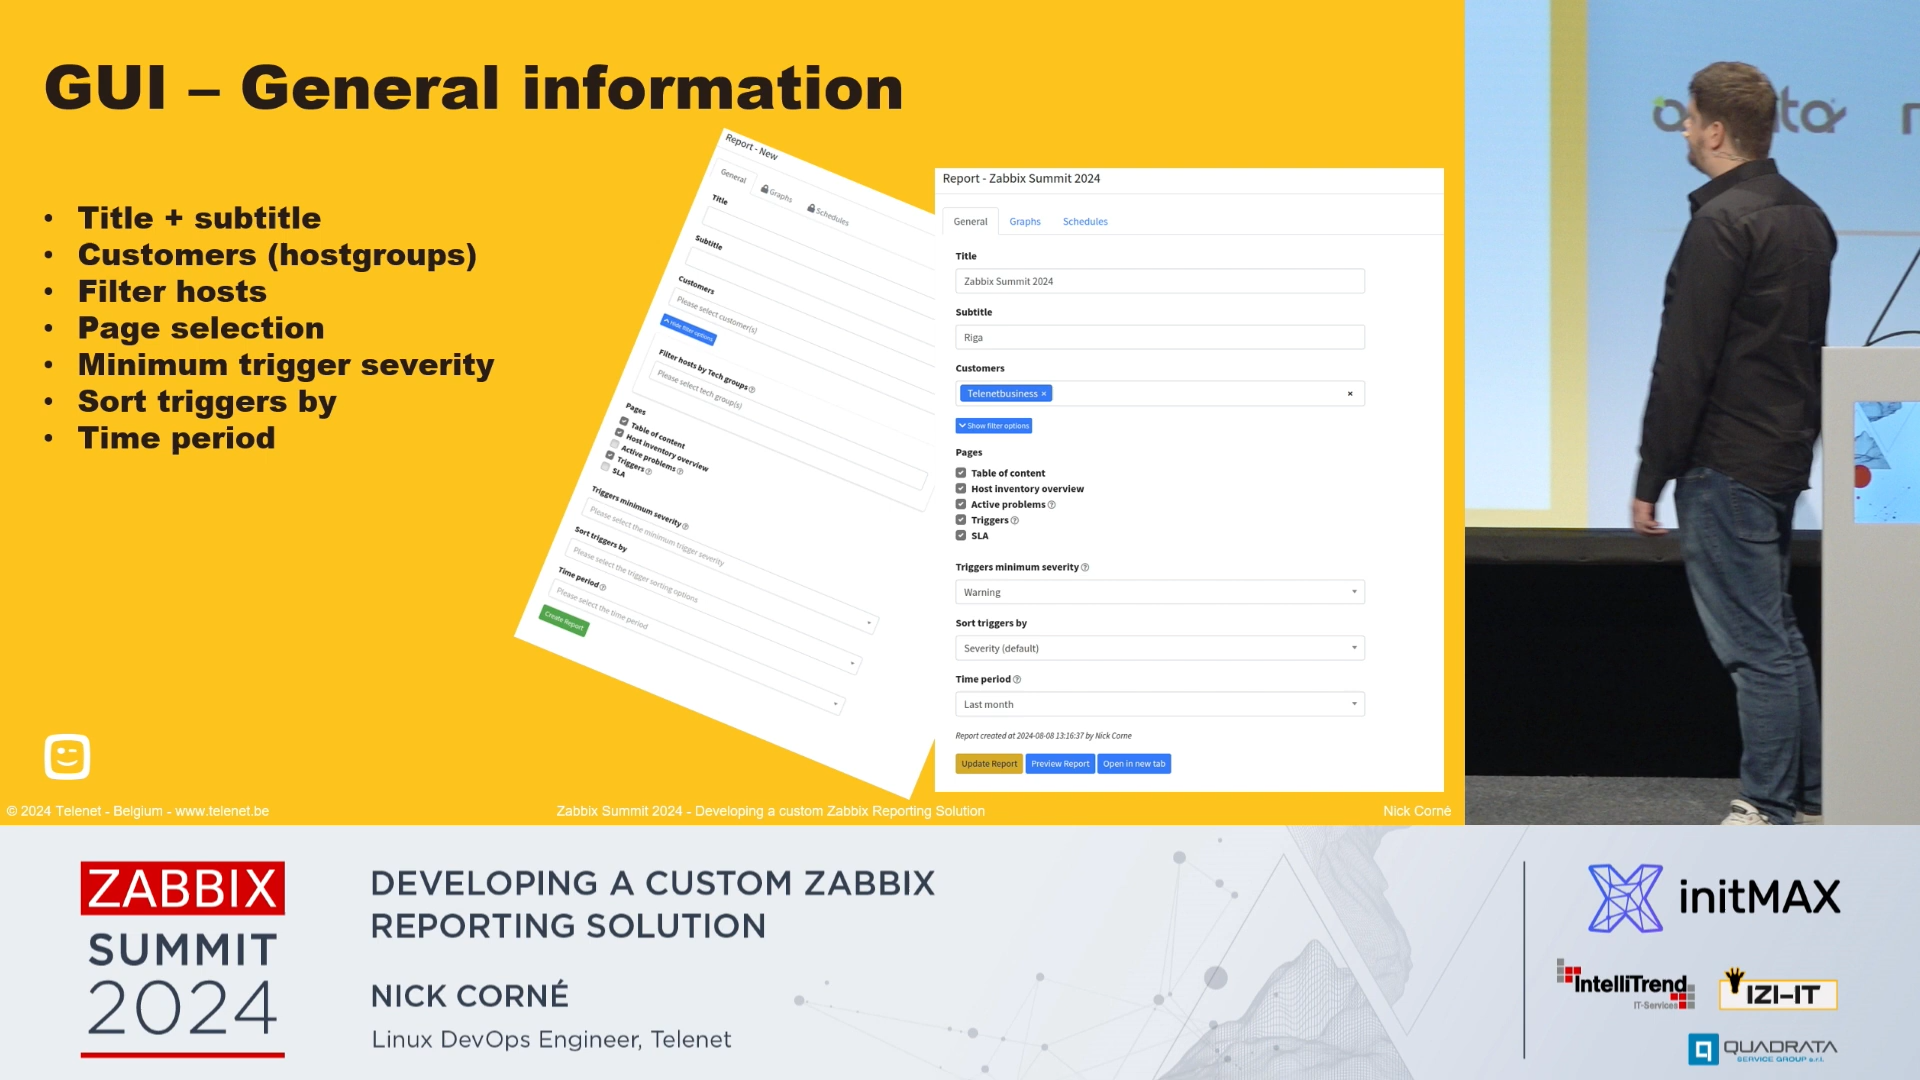 GUI – General information
• Title + subtitle
• Customers (hostgroups)
• Filter hosts
• Page selection
• Minimum trigger severity
• Sort triggers by
• Time period
Report - New
General
Graphs
Schedules
Title
Subtitle
Customers
Please select customer(s)
Hide filter options
Filter hosts by Tech groups
Please select tech group(s)
Pages
Table of content
Host inventory overview
Active problems
Triggers
SLA
Triggers minimum severity
Please select the minimum trigger severity
Sort triggers by
Please select the trigger sorting options
Time period
Please select the time period
Create Report
Report - Zabbix Summit 2024
General Graphs Schedules
Title
Zabbix Summit 2024
Subtitle
Riga
Customers
Telenetbusiness × ×
Show filter options
Pages
Table of content
Host inventory overview
Active problems
Triggers
SLA
Triggers minimum severity
Warning
Sort triggers by
Severity (default)
Time period
Last month
Report created at 2024-08-08 13:16:37 by Nick Corne
Update Report Preview Report Open in new tab
© 2024 Telenet - Belgium - www.telenet.be
Zabbix Summit 2024 - Developing a custom Zabbix Reporting Solution
Nick Corné
ZABBIX
SUMMIT
2024
DEVELOPING A CUSTOM ZABBIX
REPORTING SOLUTION
NICK CORNÉ
Linux DevOps Engineer, Telenet
initMAX
IntelliTrend
IT-Services
IZI-IT
QUADRATA
SERVICE GROUP s.r.l.